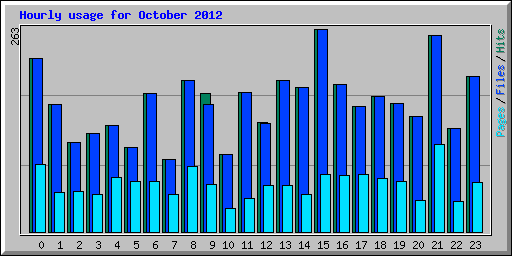 Hourly usage for October 2012
263
Pages/Files/Hits
0 1 2 3 4 5 6 7 8 9 10 11 12 13 14 15 16 17 18 19 20 21 22 23